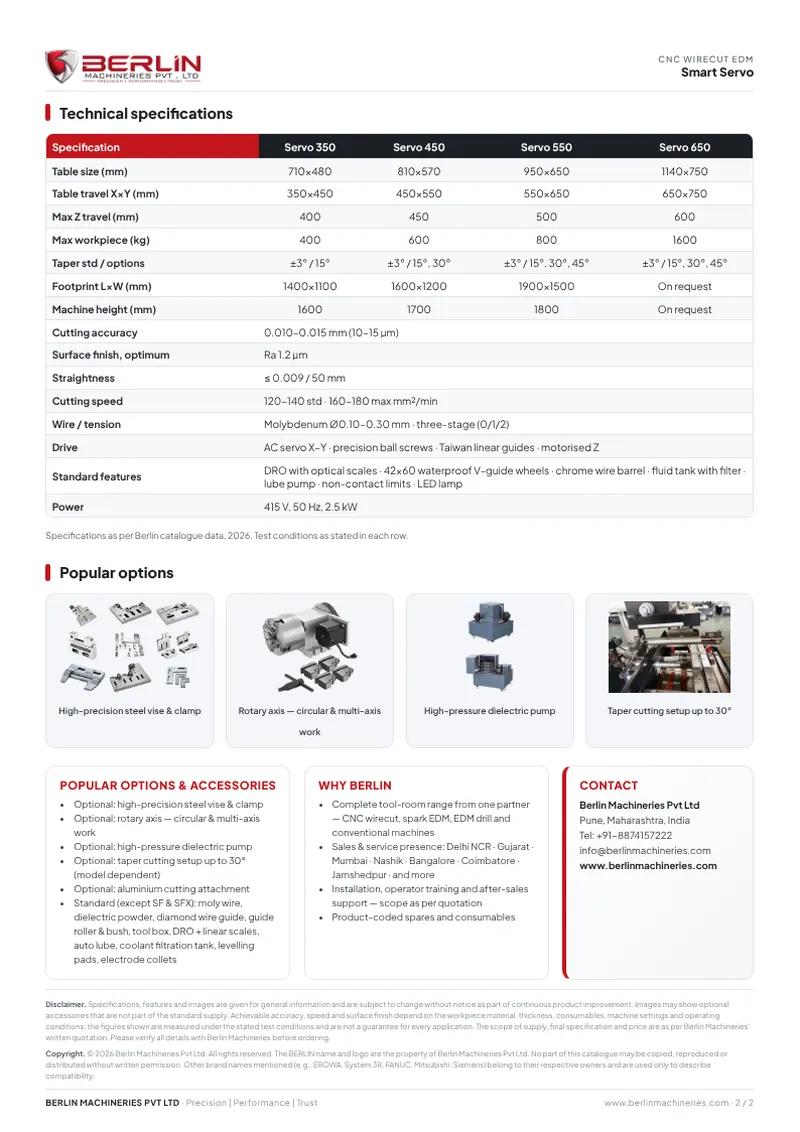 BERLIN
MACHINERIES PVT . LTD
PRECISION | PERFORMANCE | TRUST
CNC WIRECUT EDM
Smart Servo
Technical specifications
Specification Servo 350 Servo 450 Servo 550 Servo 650
Table size (mm) 710×480 810×570 950×650 1140×750
Table travel X×Y (mm) 350×450 450×550 550×650 650×750
Max Z travel (mm) 400 450 500 600
Max workpiece (kg) 400 600 800 1600
Taper std / options ±3° / 15° ±3° / 15°, 30° ±3° / 15°, 30°, 45° ±3° / 15°, 30°, 45°
Footprint L×W (mm) 1400×1100 1600×1200 1900×1500 On request
Machine height (mm) 1600 1700 1800 On request
Cutting accuracy 0.010–0.015 mm (10–15 µm)
Surface finish, optimum Ra 1.2 µm
Straightness ≤ 0.009 / 50 mm
Cutting speed 120–140 std · 160–180 max mm²/min
Wire / tension Molybdenum Ø0.10–0.30 mm · three-stage (0/1/2)
Drive AC servo X–Y · precision ball screws · Taiwan linear guides · motorised Z
Standard features DRO with optical scales · 42×60 waterproof V-guide wheels · chrome wire barrel · fluid tank with filter ·
lube pump · non-contact limits · LED lamp
Power 415 V, 50 Hz, 2.5 kW
Specifications as per Berlin catalogue data, 2026. Test conditions as stated in each row.
Popular options
High-precision steel vise & clamp
Rotary axis — circular & multi-axis
work
High-pressure dielectric pump
Taper cutting setup up to 30°
POPULAR OPTIONS & ACCESSORIES
• Optional: high-precision steel vise & clamp
• Optional: rotary axis — circular & multi-axis
work
• Optional: high-pressure dielectric pump
• Optional: taper cutting setup up to 30°
(model dependent)
• Optional: aluminium cutting attachment
• Standard (except SF & SFX): moly wire,
dielectric powder, diamond wire guide, guide
roller & bush, tool box, DRO + linear scales,
auto lube, coolant filtration tank, levelling
pads, electrode collets
WHY BERLIN
• Complete tool-room range from one partner
— CNC wirecut, spark EDM, EDM drill and
conventional machines
• Sales & service presence: Delhi NCR · Gujarat ·
Mumbai · Nashik · Bangalore · Coimbatore ·
Jamshedpur · and more
• Installation, operator training and after-sales
support — scope as per quotation
• Product-coded spares and consumables
CONTACT
Berlin Machineries Pvt Ltd
Pune, Maharashtra, India
Tel: +91-8874157222
info@berlinmachineries.com
www.berlinmachineries.com
Disclaimer. Specifications, features and images are given for general information and are subject to change without notice as part of continuous product improvement. Images may show optional
accessories that are not part of the standard supply. Achievable accuracy, speed and surface finish depend on the workpiece material, thickness, consumables, machine settings and operating
conditions; the figures shown are measured under the stated test conditions and are not a guarantee for every application. The scope of supply, final specification and price are as per Berlin Machineries'
written quotation. Please verify all details with Berlin Machineries before ordering.
Copyright. © 2026 Berlin Machineries Pvt Ltd. All rights reserved. The BERLIN name and logo are the property of Berlin Machineries Pvt Ltd. No part of this catalogue may be copied, reproduced or
distributed without written permission. Other brand names mentioned (e.g., EROWA, System 3R, FANUC, Mitsubishi, Siemens) belong to their respective owners and are used only to describe
compatibility.
BERLIN MACHINERIES PVT LTD · Precision | Performance | Trust
www.berlinmachineries.com · 2 / 2